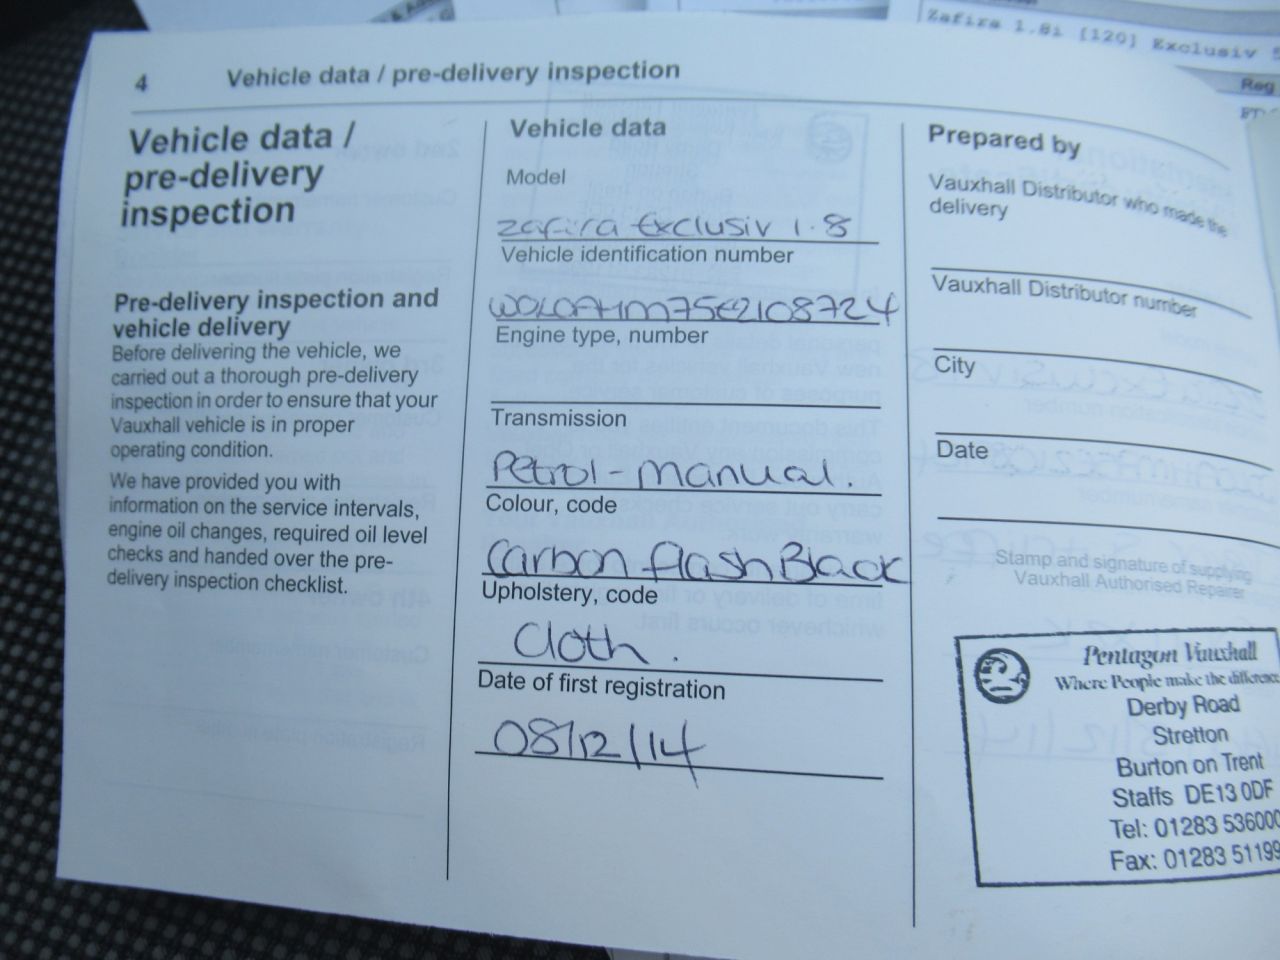 Zafira 1.8i [120] Exclusiv 5
Reg
4
Vehicle data / pre-delivery inspection
Vehicle data /
pre-delivery
inspection
Pre-delivery inspection and
vehicle delivery
Before delivering the vehicle, we
carried out a thorough pre-delivery
inspection in order to ensure that your
Vauxhall vehicle is in proper
operating condition.
We have provided you with
information on the service intervals,
engine oil changes, required oil level
checks and handed over the pre-
delivery inspection checklist.
Vehicle data
Model
Zafira Exclusiv 1.8
Vehicle identification number
W0L0AHM75E2108724
Engine type, number
Transmission
Petrol - Manual.
Colour, code
Carbon flash Black
Upholstery, code
Cloth.
Date of first registration
08/12/14
Prepared by
Vauxhall Distributor who made the
delivery
Vauxhall Distributor number
City
Date
Stamp and signature of supplying
Vauxhall Authorised Repairer
Pentagon Vauxhall
Where People make the difference
Derby Road
Stretton
Burton on Trent
Staffs DE13 0DF
Tel: 01283 536000
Fax: 01283 51199